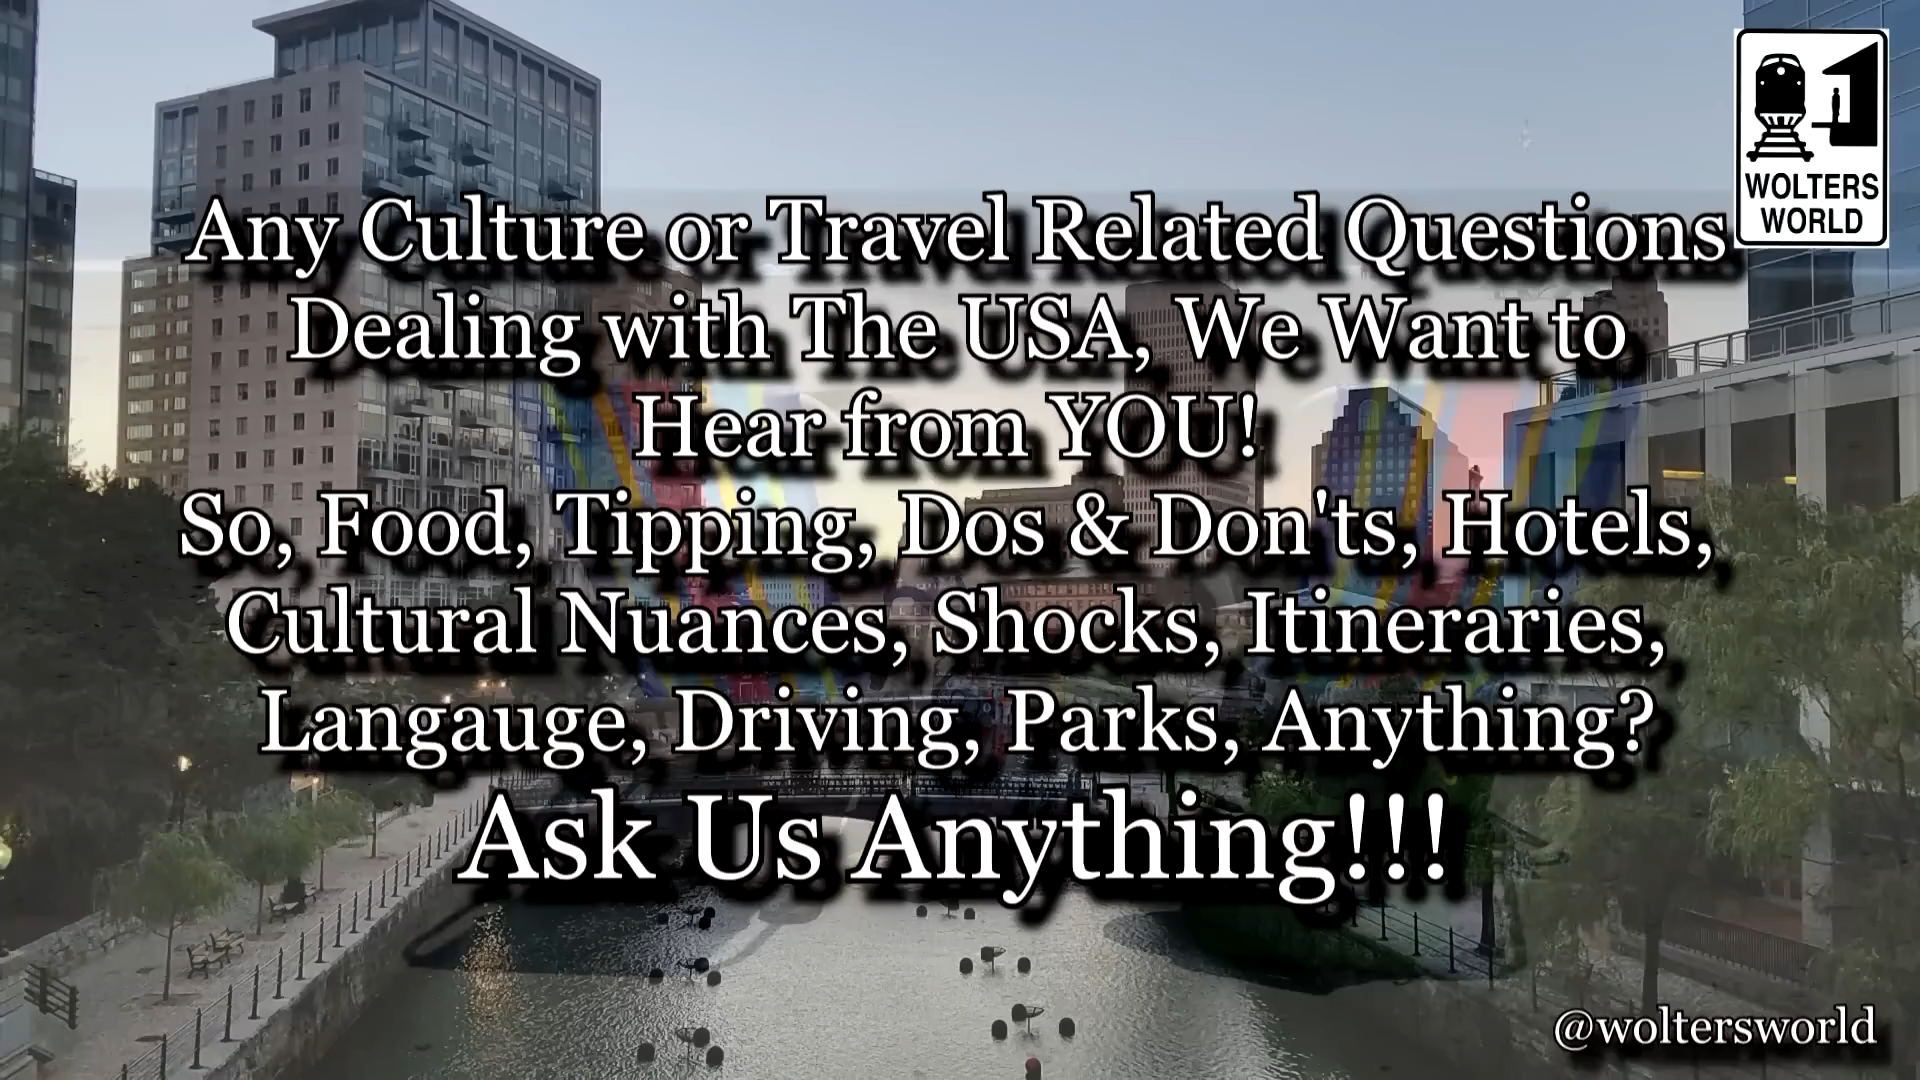 WOLTERS
WORLD
Any Culture or Travel Related Questions
Dealing with The USA, We Want to
Hear from YOU!
So, Food, Tipping, Dos & Don'ts, Hotels,
Cultural Nuances, Shocks, Itineraries,
Langauge, Driving, Parks, Anything?
Ask Us Anything!!!
@woltersworld